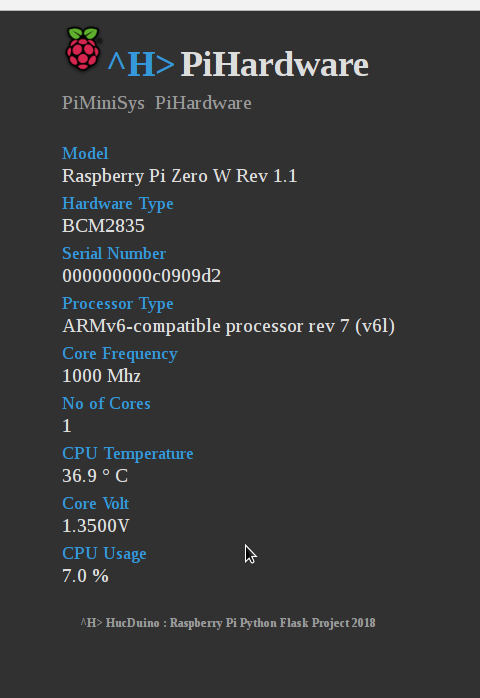 ^H> PiHardware
PiMiniSys PiHardware
Model
Raspberry Pi Zero W Rev 1.1
Hardware Type
BCM2835
Serial Number
000000000c0909d2
Processor Type
ARMv6-compatible processor rev 7 (v6l)
Core Frequency
1000 Mhz
No of Cores
1
CPU Temperature
36.9 ° C
Core Volt
1.3500V
CPU Usage
7.0 %
^H> HucDuino : Raspberry Pi Python Flask Project 2018